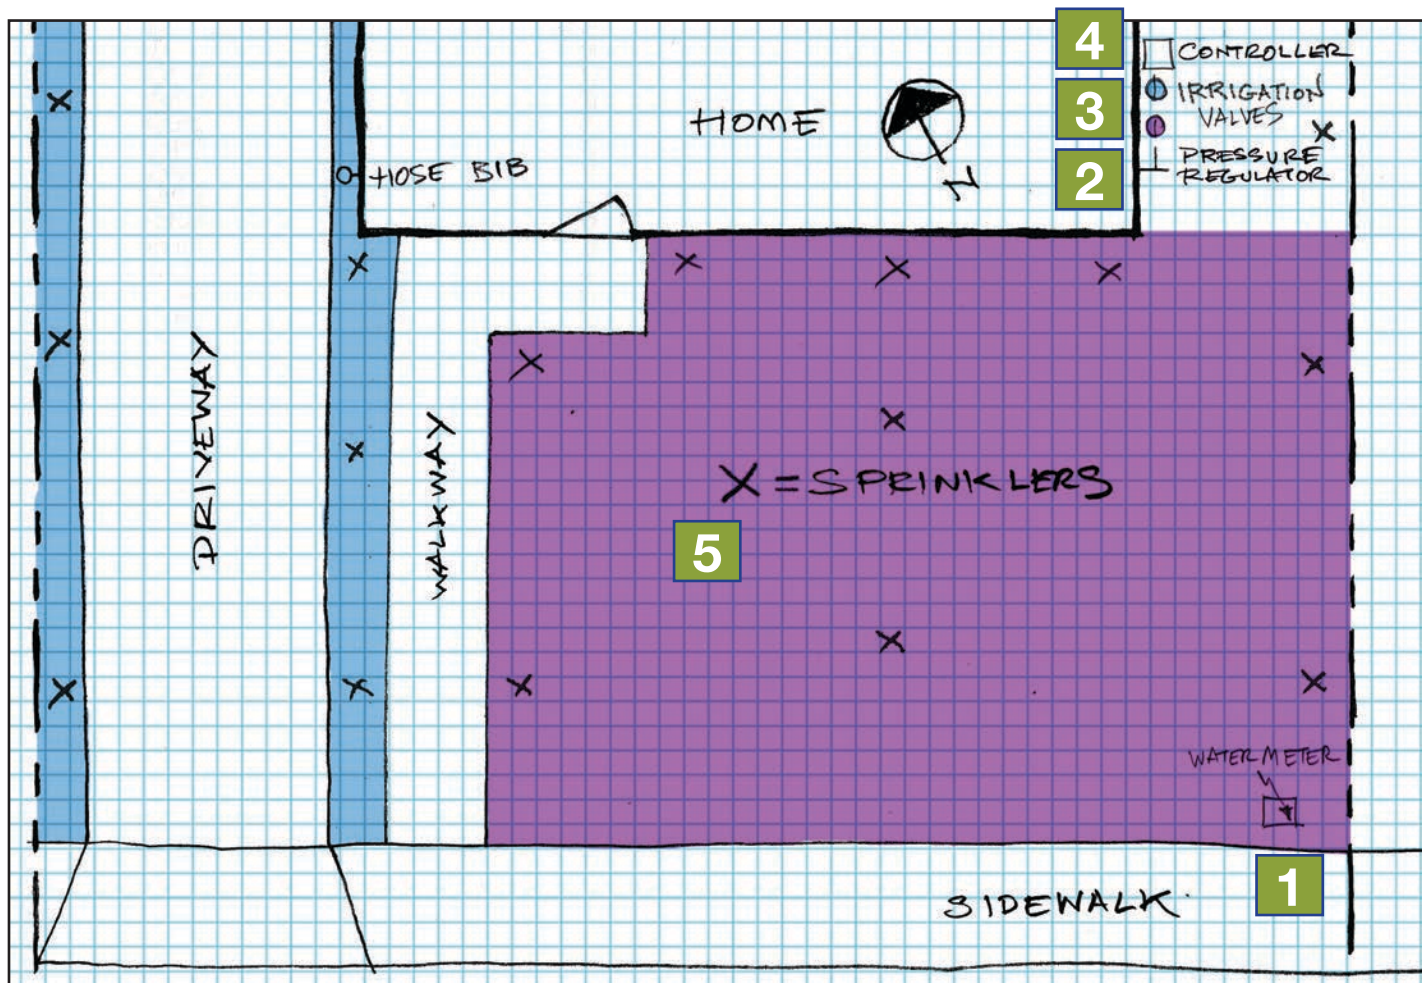 4
CONTROLLER
3
IRRIGATION
VALVES
HOME
2
PRESSURE
REGULATOR
HOSE BIB
N
DRIVEWAY
WALKWAY
X = SPRINKLERS
5
WATER METER
1
SIDEWALK